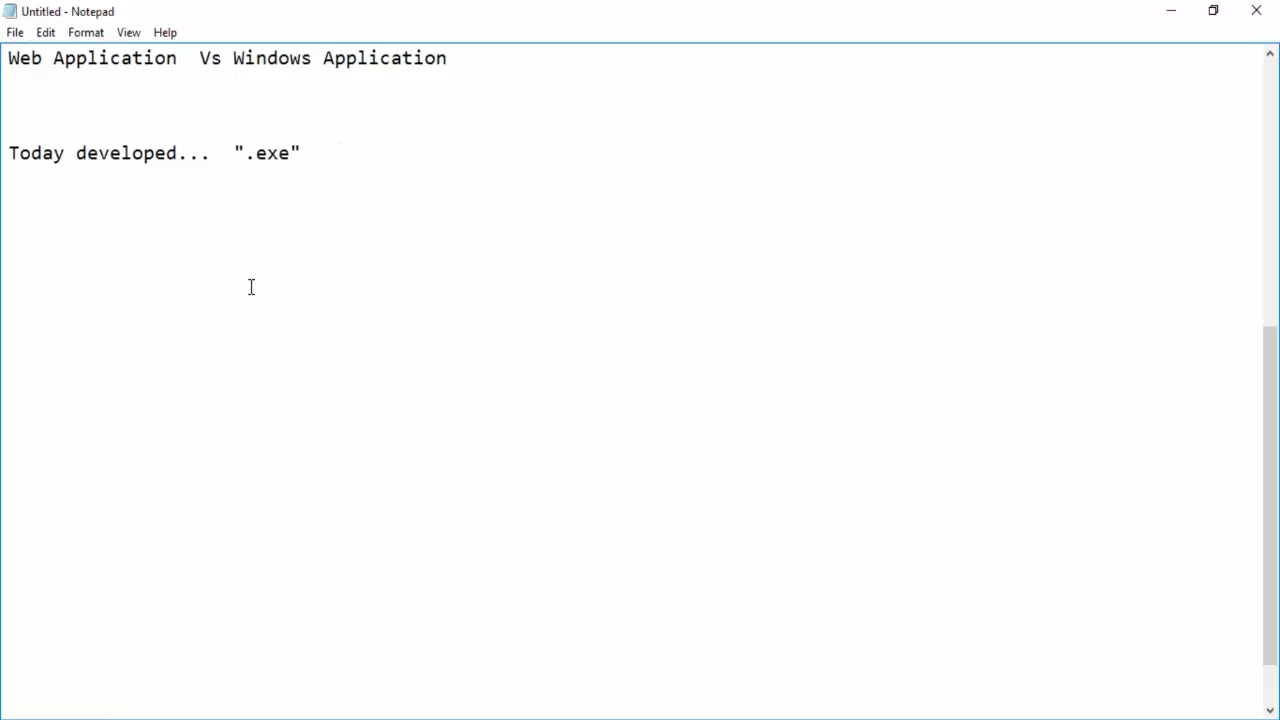 Untitled - Notepad
File Edit Format View Help
Web Application  Vs Windows Application
Today developed...  ".exe"